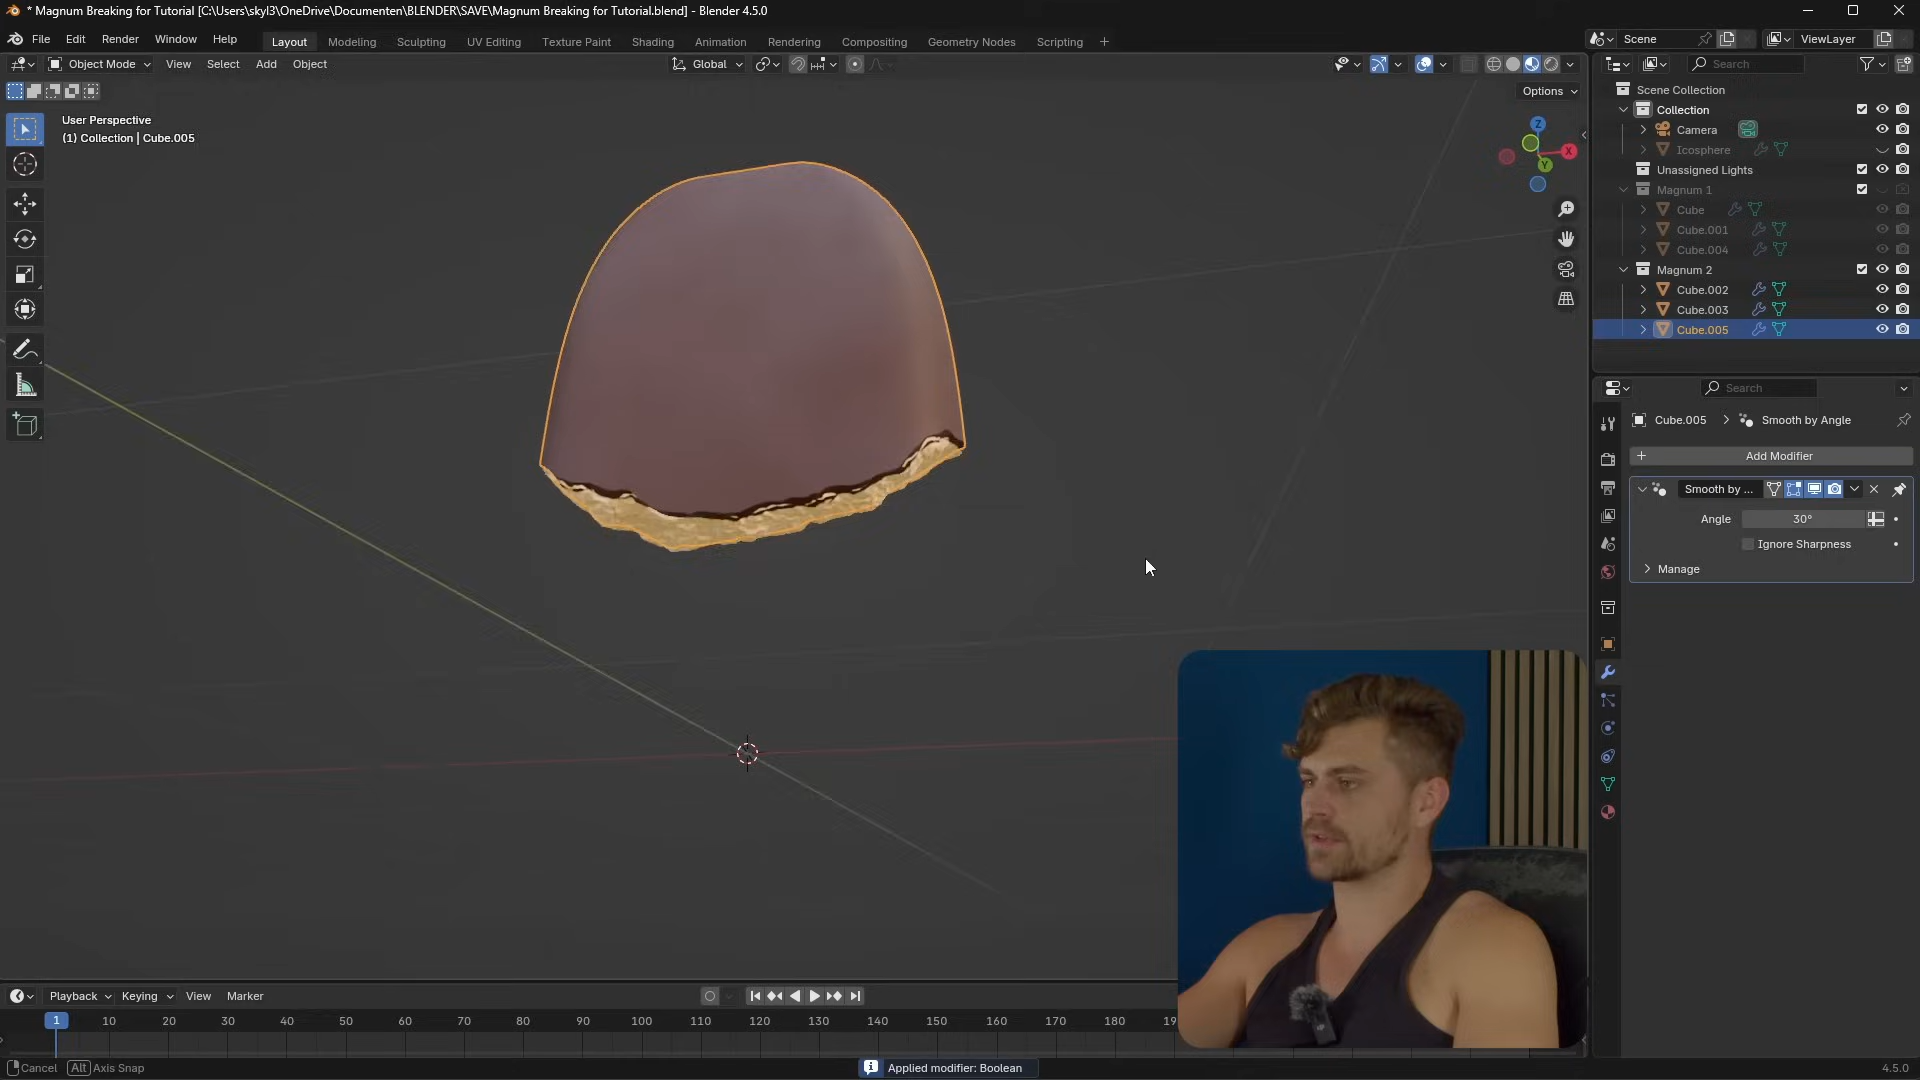 * Magnum Breaking for Tutorial [C:\Users\skyl3\OneDrive\Documenten\BLENDER\SAVE\Magnum Breaking for Tutorial.blend] - Blender 4.5.0
File Edit Render Window Help Layout Modeling Sculpting UV Editing Texture Paint Shading Animation Rendering Compositing Geometry Nodes Scripting + Scene ViewLayer
Object Mode View Select Add Object Global Search
Options
User Perspective
(1) Collection | Cube.005
Z
X
Y
Scene Collection
Collection
Camera
Icosphere
Unassigned Lights
Magnum 1
Cube
Cube.001
Cube.004
Magnum 2
Cube.002
Cube.003
Cube.005
Search
Cube.005 > Smooth by Angle
+ Add Modifier
Smooth by ...
Angle 30°
Ignore Sharpness
Manage
Playback Keying View Marker
1 10 20 30 40 50 60 70 80 90 100 110 120 130 140 150 160 170 180 19
Cancel Alt Axis Snap Applied modifier: Boolean 4.5.0